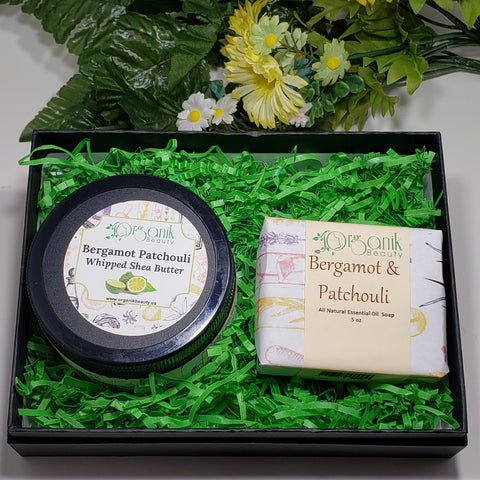 Organik
Beauty
Bergamot Patchouli
Whipped Shea Butter
www.organikbeauty.us
Organik
Beauty
Bergamot &
Patchouli
All Natural Essential Oil Soap
5 oz